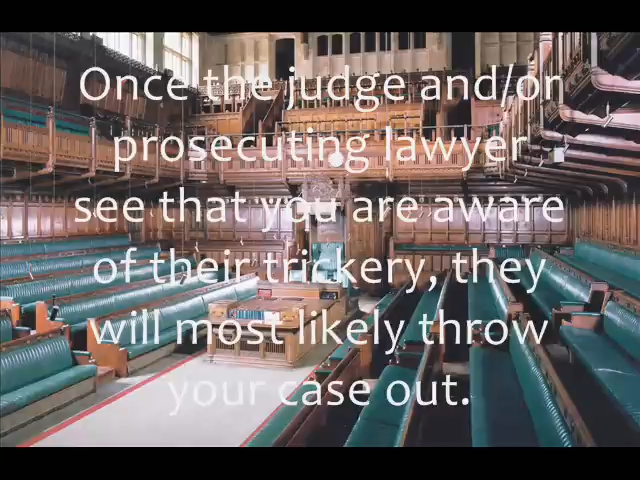 Once the judge and/or
prosecuting lawyer
see that you are aware
of their trickery, they
will most likely throw
your case out.